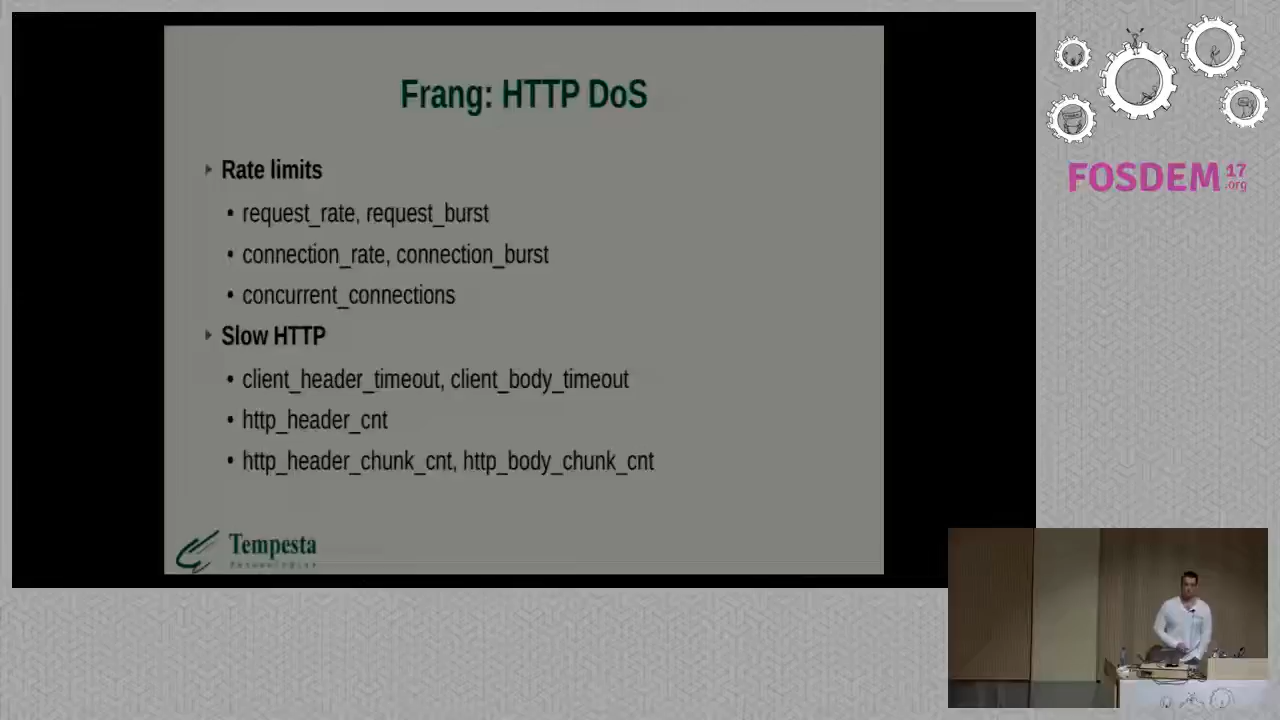 Frang: HTTP DoS
Rate limits
request_rate, request_burst
connection_rate, connection_burst
concurrent_connections
Slow HTTP
client_header_timeout, client_body_timeout
http_header_cnt
http_header_chunk_cnt, http_body_chunk_cnt
Tempesta
FOSDEM 17
.org